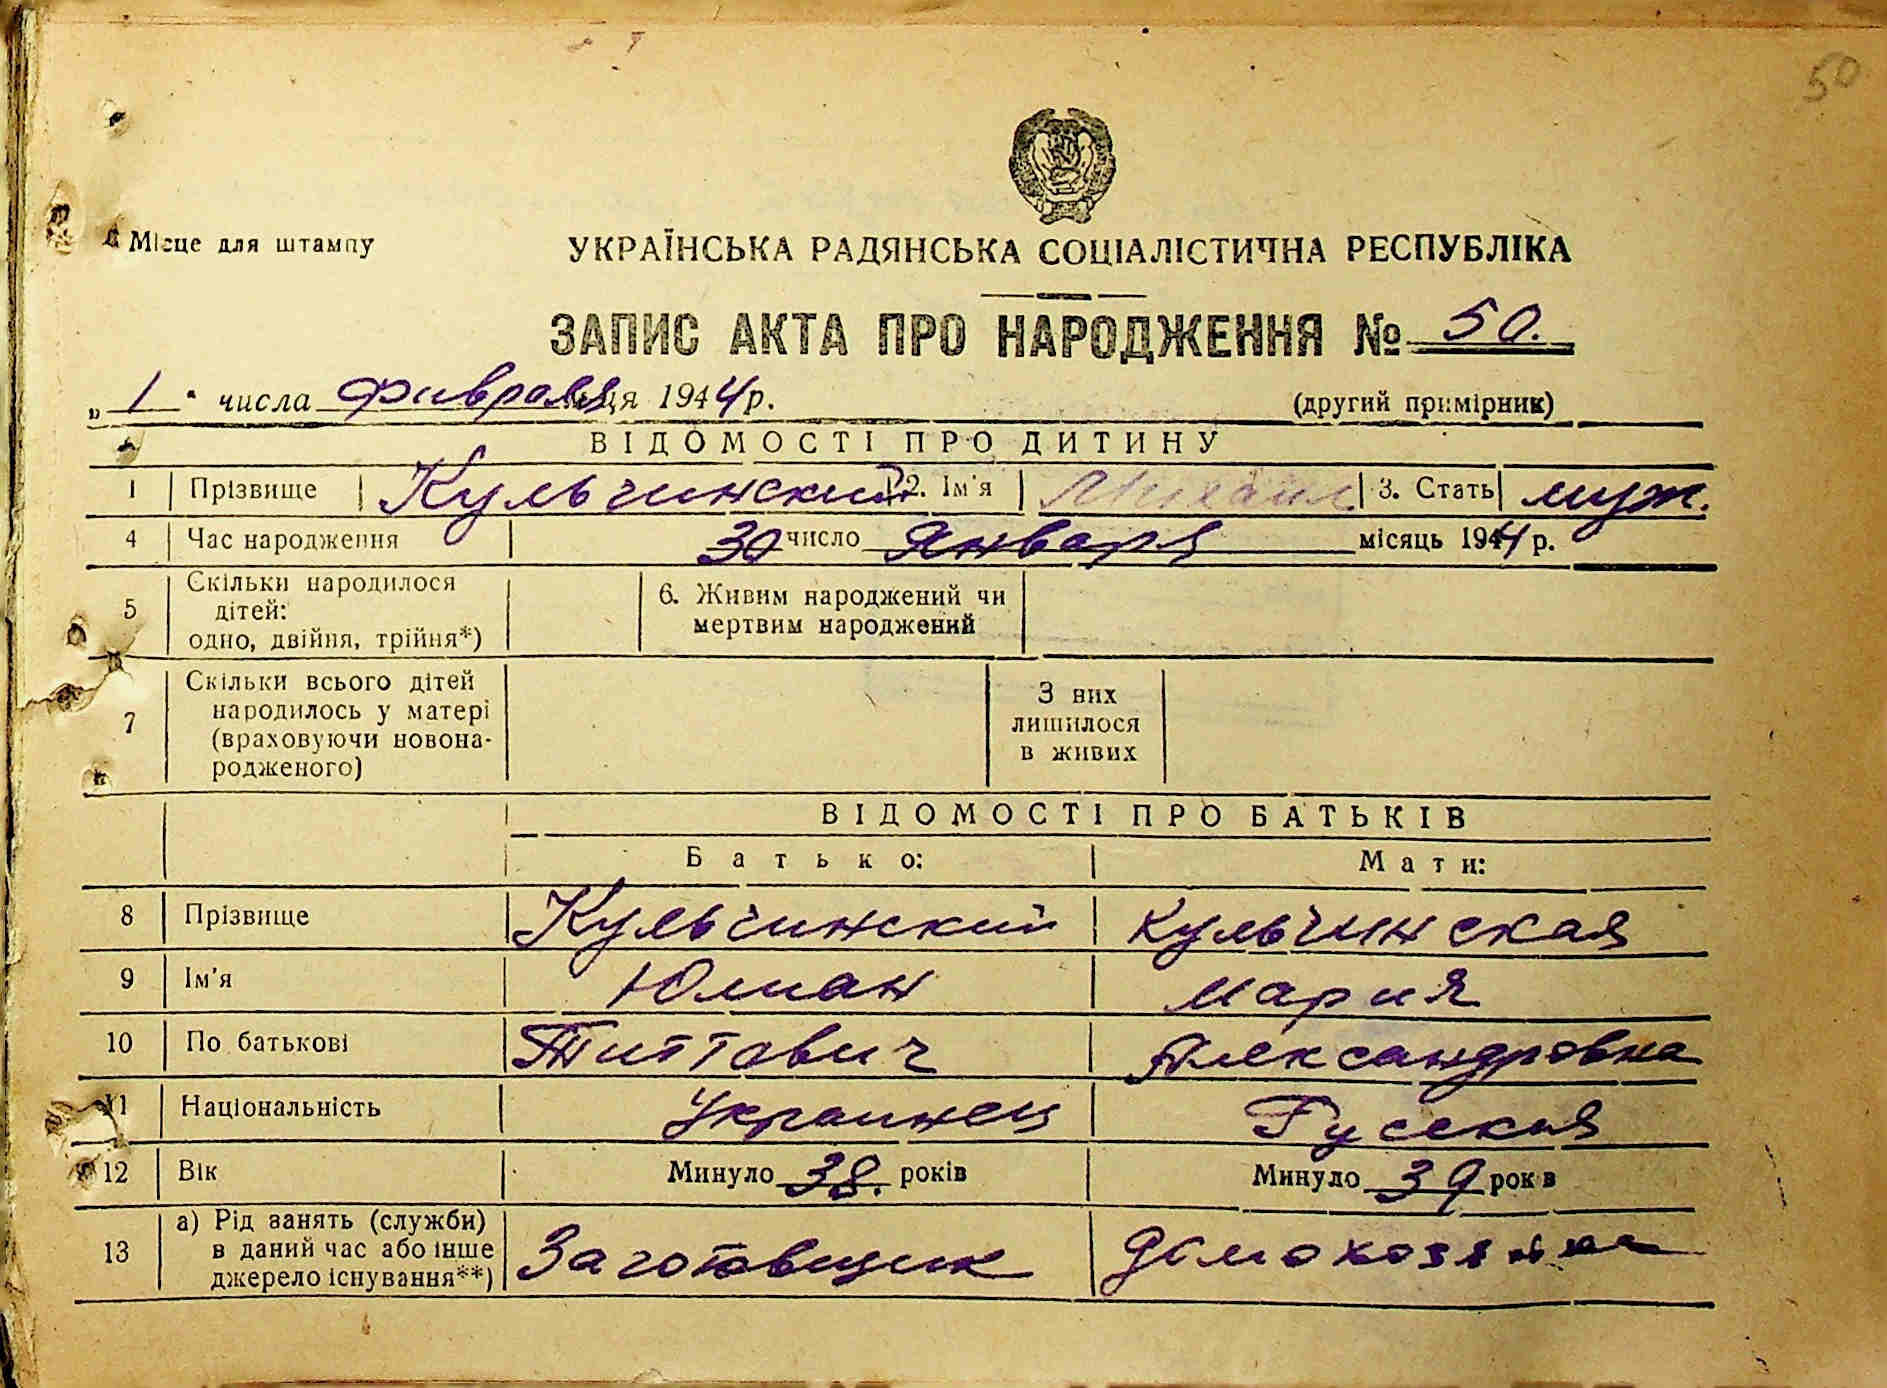 50
Місце для штампу
УКРАЇНСЬКА РАДЯНСЬКА СОЦІАЛІСТИЧНА РЕСПУБЛІКА
ЗАПИС АКТА ПРО НАРОДЖЕННЯ № 50.
„ 1 " числа Февраля ця 1944 р. (другий примірник)
ВІДОМОСТІ ПРО ДИТИНУ
1 Прізвище Кульчинский 2. Ім'я Михаил 3. Стать муж.
4 Час народження 30 число Января місяць 1944 р.
5 Скільки народилося дітей: одно, двійня, трійня*) 6. Живим народжений чи мертвим народжений
7 Скільки всього дітей народилось у матері (враховуючи новонародженого) З них лишилося в живих
ВІДОМОСТІ ПРО БАТЬКІВ
Батько: Мати:
8 Прізвище Кульчинский Кульчинская
9 Ім'я Юлиан Мария
10 По батькові Титтович Александровна
11 Національність Украинец Русская
12 Вік Минуло 38. років Минуло 39 років
13 а) Рід занять (служби) в даний час або інше джерело існування**) Заготовщик домохозяйка